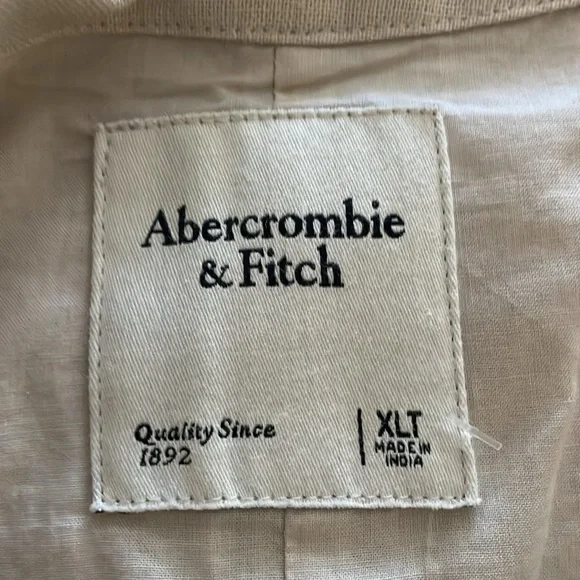 Abercrombie
& Fitch
Quality Since
1892
XLT
MADE IN
INDIA